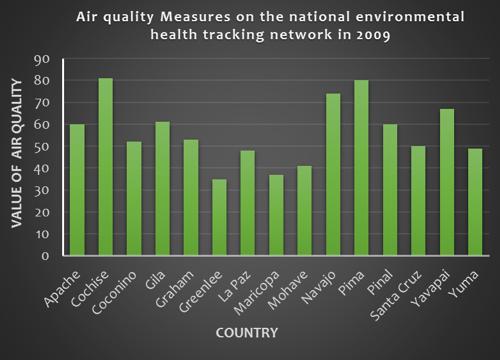 Air quality Measures on the national environmental
health tracking network in 2009
VALUE OF AIR QUALITY
90
80
70
60
50
40
30
20
10
0
Apache
Cochise
Coconino
Gila
Graham
Greenlee
La Paz
Maricopa
Mohave
Navajo
Pima
Pinal
Santa Cruz
Yavapai
Yuma
COUNTRY